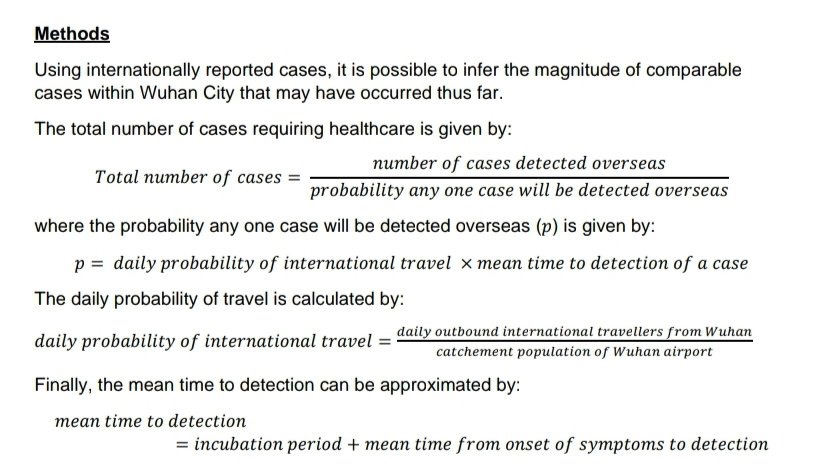 Methods
Using internationally reported cases, it is possible to infer the magnitude of comparable
cases within Wuhan City that may have occurred thus far.
The total number of cases requiring healthcare is given by:
Total number of cases = number of cases detected overseas / probability any one case will be detected overseas
where the probability any one case will be detected overseas (p) is given by:
p = daily probability of international travel × mean time to detection of a case
The daily probability of travel is calculated by:
daily probability of international travel = daily outbound international travellers from Wuhan / catchement population of Wuhan airport
Finally, the mean time to detection can be approximated by:
mean time to detection
= incubation period + mean time from onset of symptoms to detection